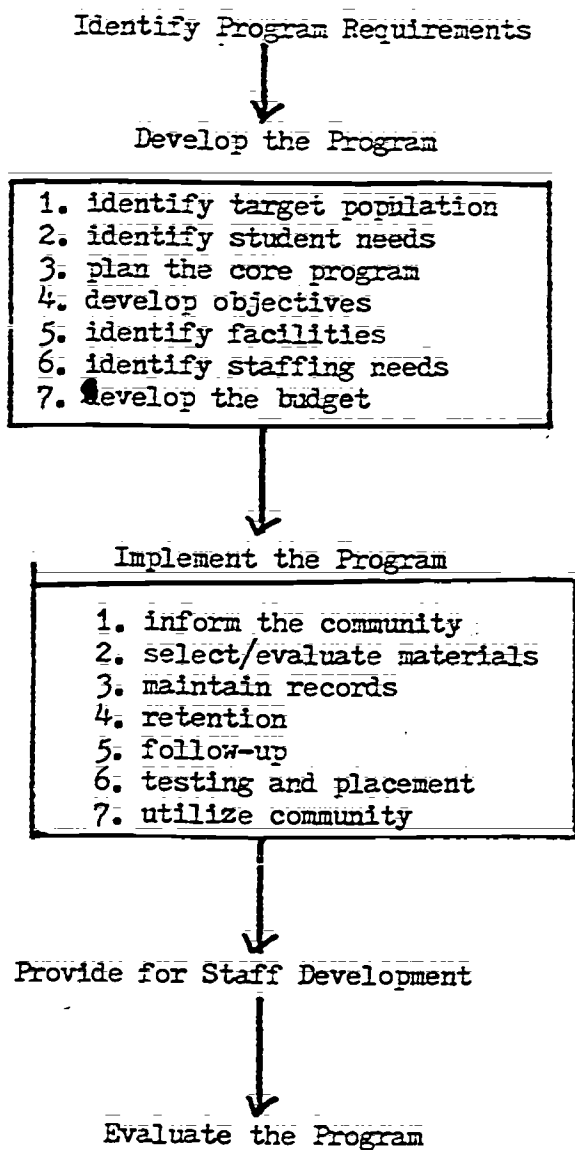 Identify Program Requirements
Develop the Program
1. identify target population
2. identify student needs
3. plan the core program
4. develop objectives
5. identify facilities
6. identify staffing needs
7. develop the budget
Implement the Program
1. inform the community
2. select/evaluate materials
3. maintain records
4. retention
5. follow-up
6. testing and placement
7. utilize community
Provide for Staff Development
Evaluate the Program